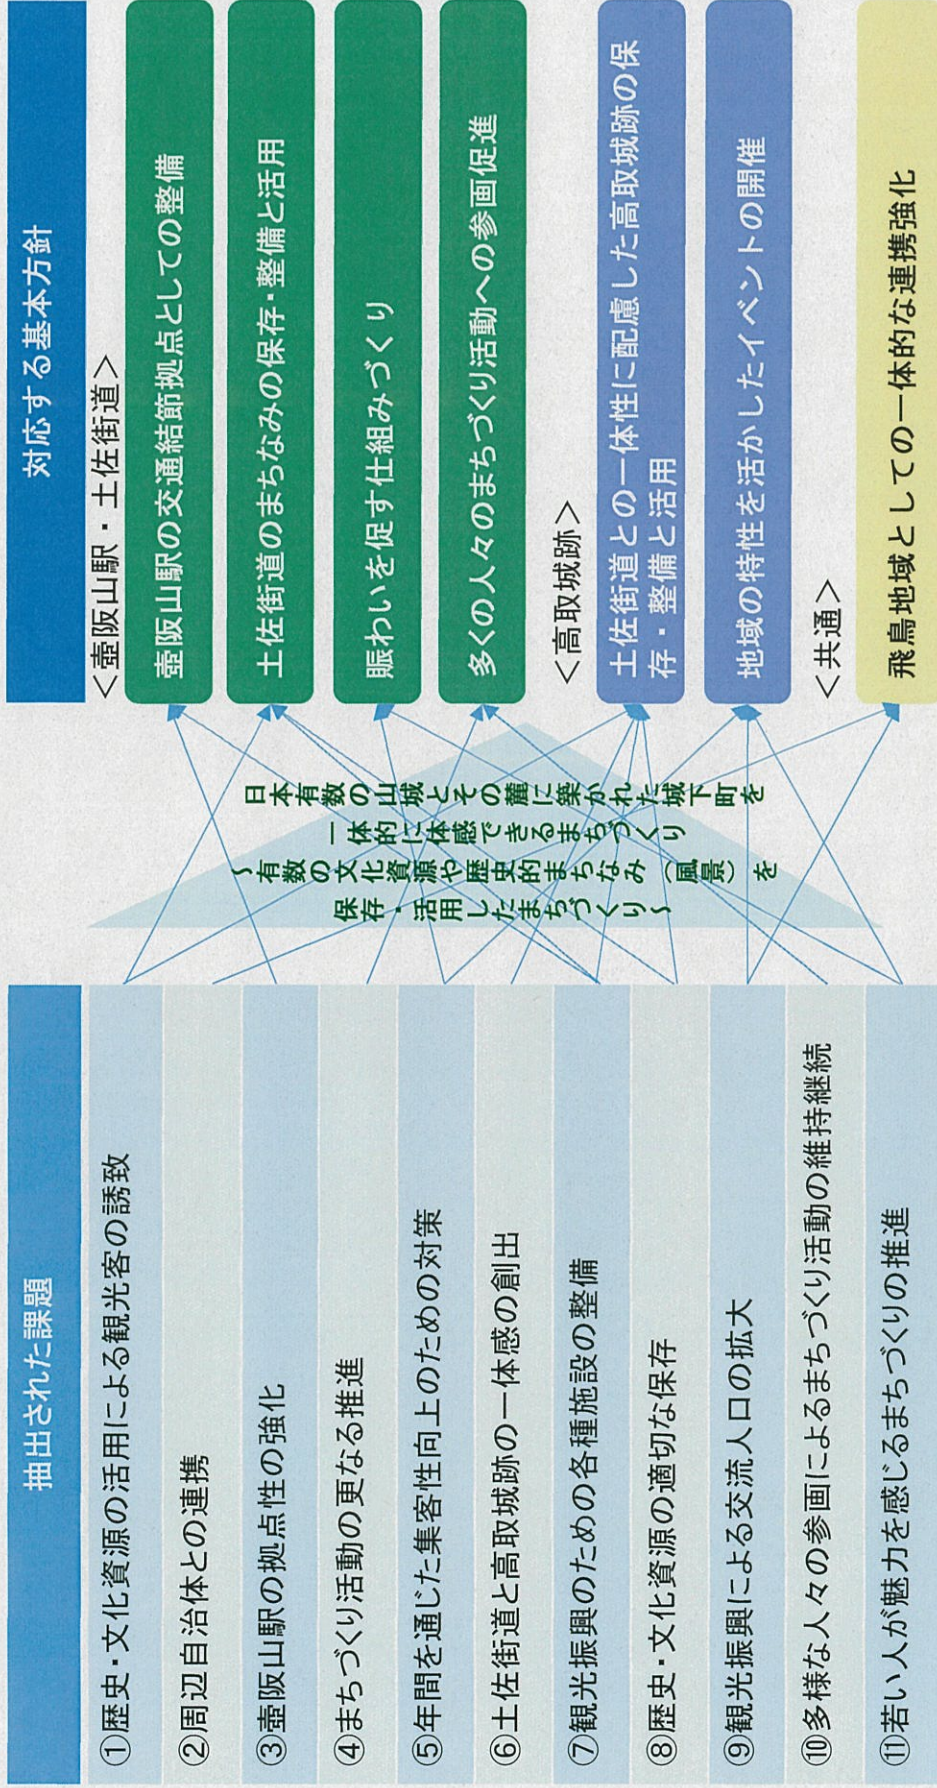 抽出された課題
①歴史・文化資源の活用による観光客の誘致
②周辺自治体との連携
③壺阪山駅の拠点性の強化
④まちづくり活動の更なる推進
⑤年間を通じた集客性向上のための対策
⑥土佐街道と高取城跡の一体感の創出
⑦観光振興のための各種施設の整備
⑧歴史・文化資源の適切な保存
⑨観光振興による交流人口の拡大
⑩多様な人々の参画によるまちづくり活動の維持継続
⑪若い人が魅力を感じるまちづくりの推進
日本有数の山城とその麓に築かれた城下町を
一体的に体感できるまちづくり
～有数の文化資源や歴史的まちなみ（風景）を
保存・活用したまちづくり～
対応する基本方針
＜壺阪山駅・土佐街道＞
壺阪山駅の交通結節拠点としての整備
土佐街道のまちなみの保存・整備と活用
賑わいを促す仕組みづくり
多くの人々のまちづくり活動への参画促進
＜高取城跡＞
土佐街道との一体性に配慮した高取城跡の保
存・整備と活用
地域の特性を活かしたイベントの開催
＜共通＞
飛鳥地域としての一体的な連携強化